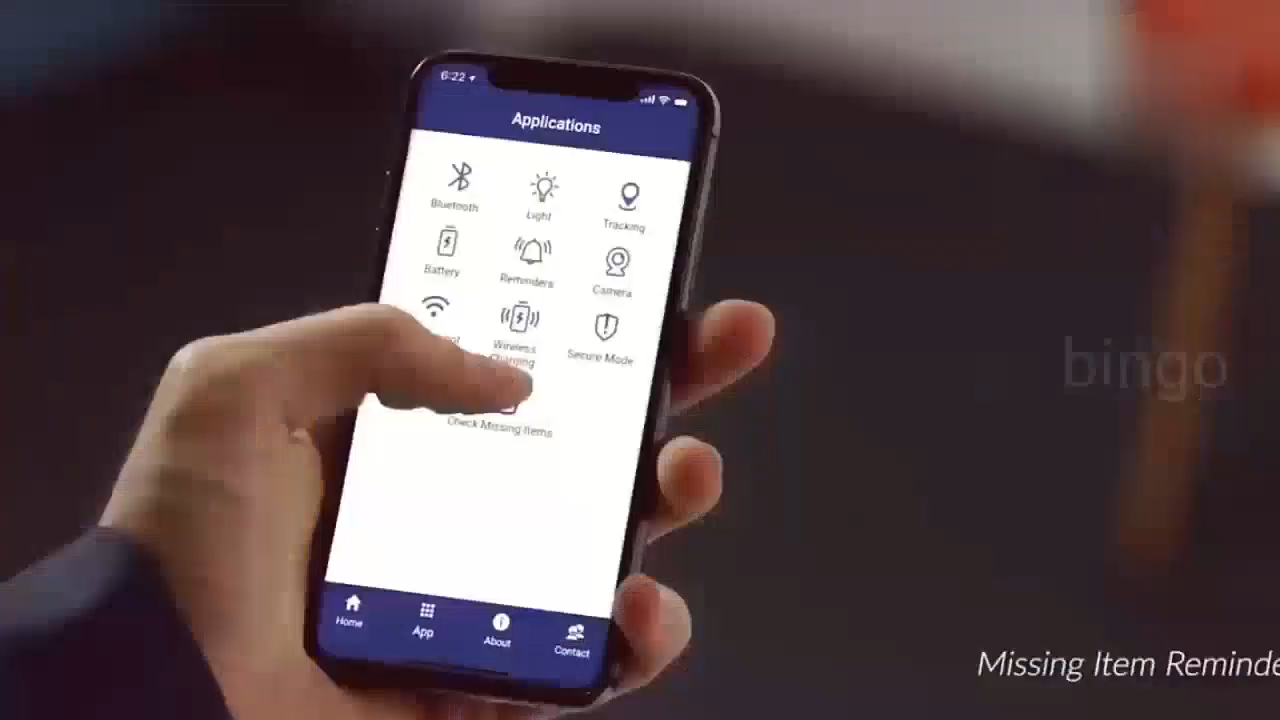 6:22
Applications
Bluetooth
Light
Tracking
Battery
Reminders
Camera
Wireless
Charging
Secure Mode
Check Missing Items
Home
App
About
Contact
bingo
Missing Item Reminde